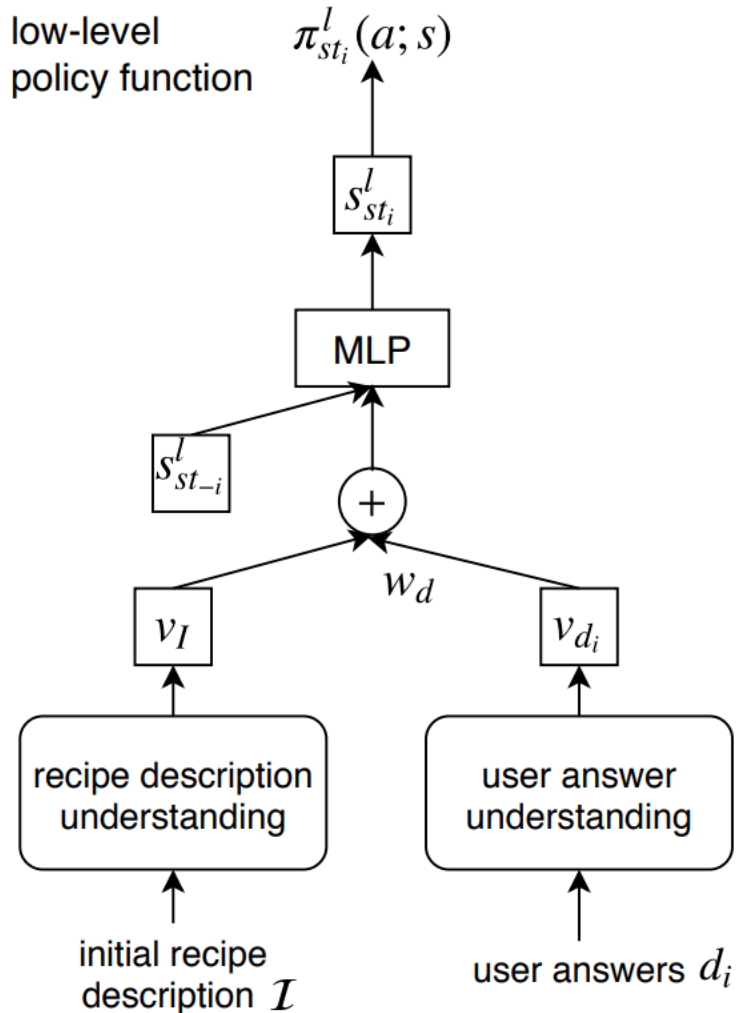 low-level
policy function
π^l_{st_i}(a; s)
s^l_{st_i}
MLP
s^l_{st_{-i}}
+
w_d
v_I
v_{d_i}
recipe description
understanding
user answer
understanding
initial recipe
description ℐ
user answers d_i